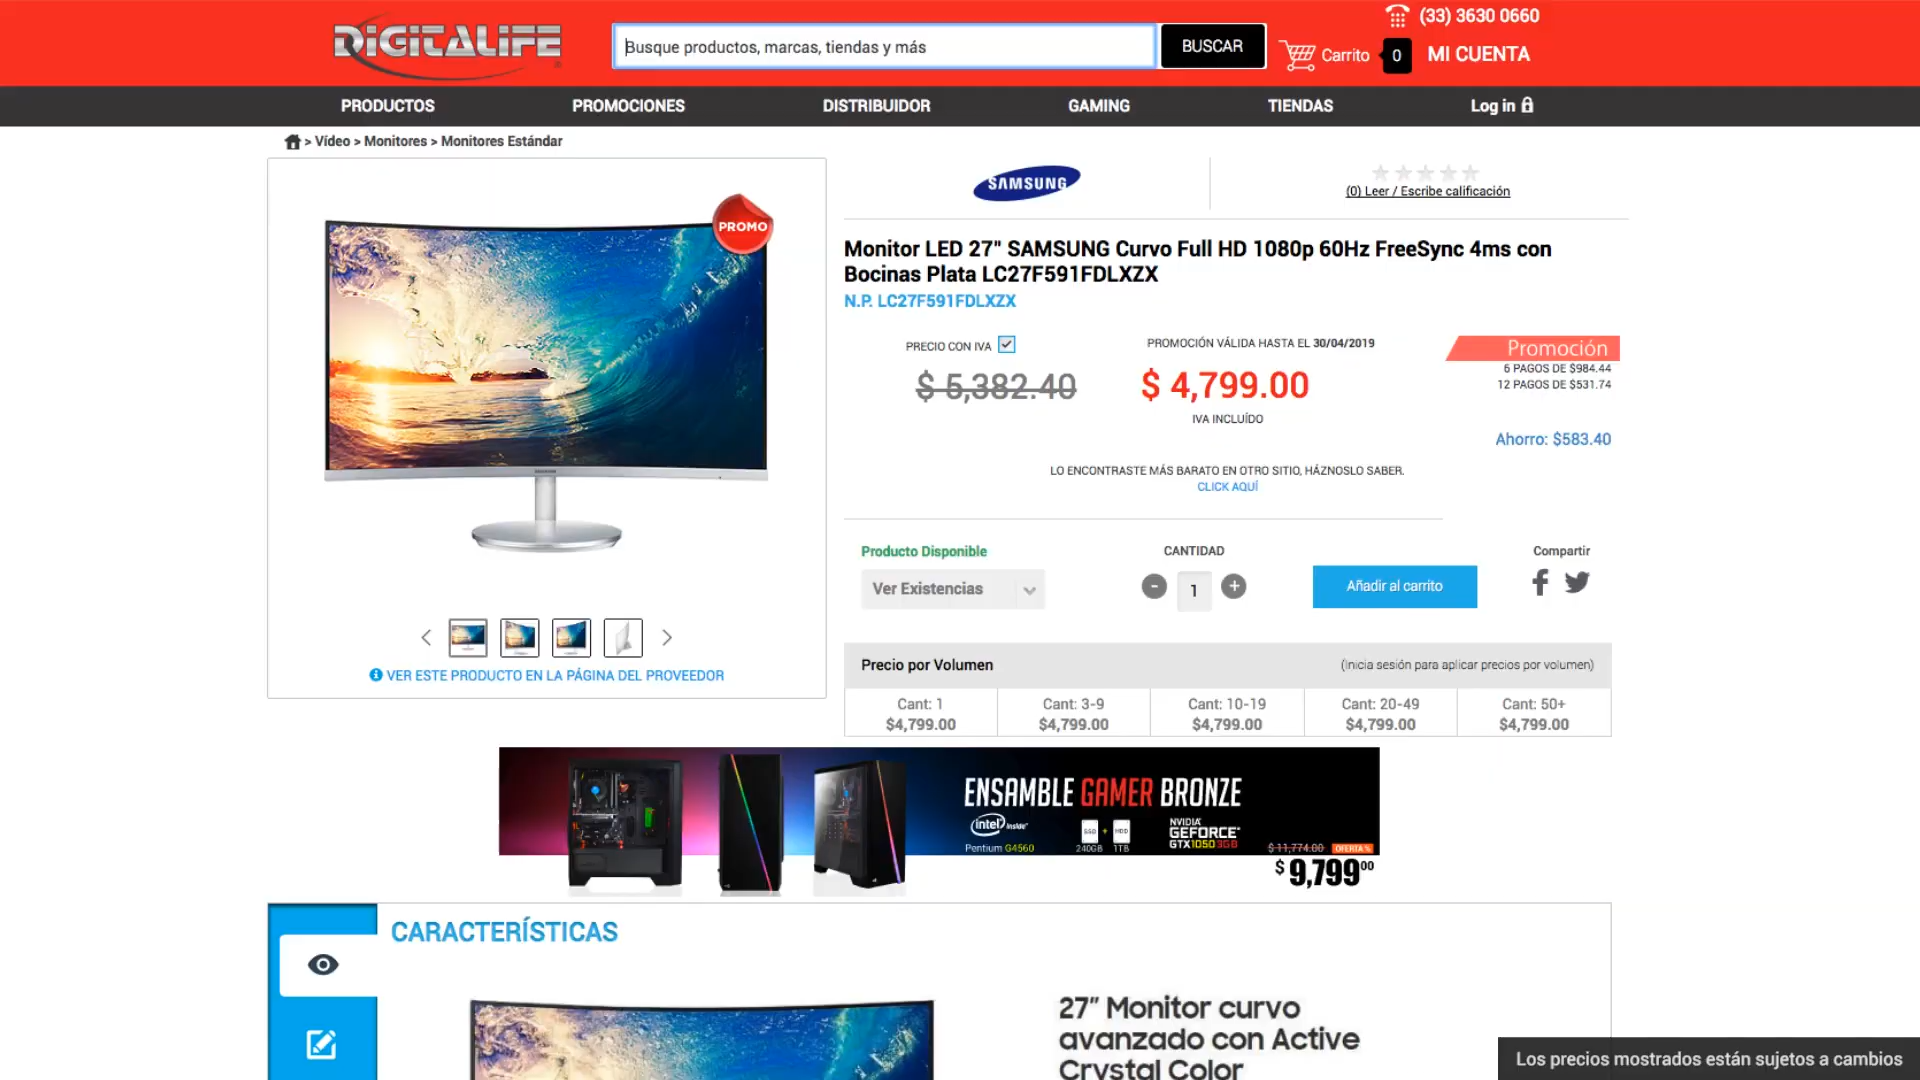 DIGITALIFE
Busque productos, marcas, tiendas y más
BUSCAR
(33) 3630 0660
Carrito
0
MI CUENTA
PRODUCTOS
PROMOCIONES
DISTRIBUIDOR
GAMING
TIENDAS
Log in
> Vídeo > Monitores > Monitores Estándar
PROMO
VER ESTE PRODUCTO EN LA PÁGINA DEL PROVEEDOR
SAMSUNG
(0) Leer / Escribe calificación
Monitor LED 27" SAMSUNG Curvo Full HD 1080p 60Hz FreeSync 4ms con
Bocinas Plata LC27F591FDLXZX
N.P. LC27F591FDLXZX
PRECIO CON IVA
$ 5,382.40
PROMOCIÓN VÁLIDA HASTA EL 30/04/2019
$ 4,799.00
IVA INCLUÍDO
Promoción
6 PAGOS DE $984.44
12 PAGOS DE $531.74
Ahorro: $583.40
LO ENCONTRASTE MÁS BARATO EN OTRO SITIO, HÁZNOSLO SABER.
CLICK AQUÍ
Producto Disponible
Ver Existencias
CANTIDAD
-
1
+
Añadir al carrito
Compartir
Precio por Volumen
(Inicia sesión para aplicar precios por volumen)
Cant: 1
$4,799.00
Cant: 3-9
$4,799.00
Cant: 10-19
$4,799.00
Cant: 20-49
$4,799.00
Cant: 50+
$4,799.00
ENSAMBLE GAMER BRONZE
intel inside
Pentium G4560
SSD + HDD
240GB 1TB
NVIDIA
GEFORCE
GTX1050 3GB
$ 11,774.00 OFERTA %
$ 9,799.00
CARACTERÍSTICAS
27" Monitor curvo
avanzado con Active
Crystal Color
Los precios mostrados están sujetos a cambios